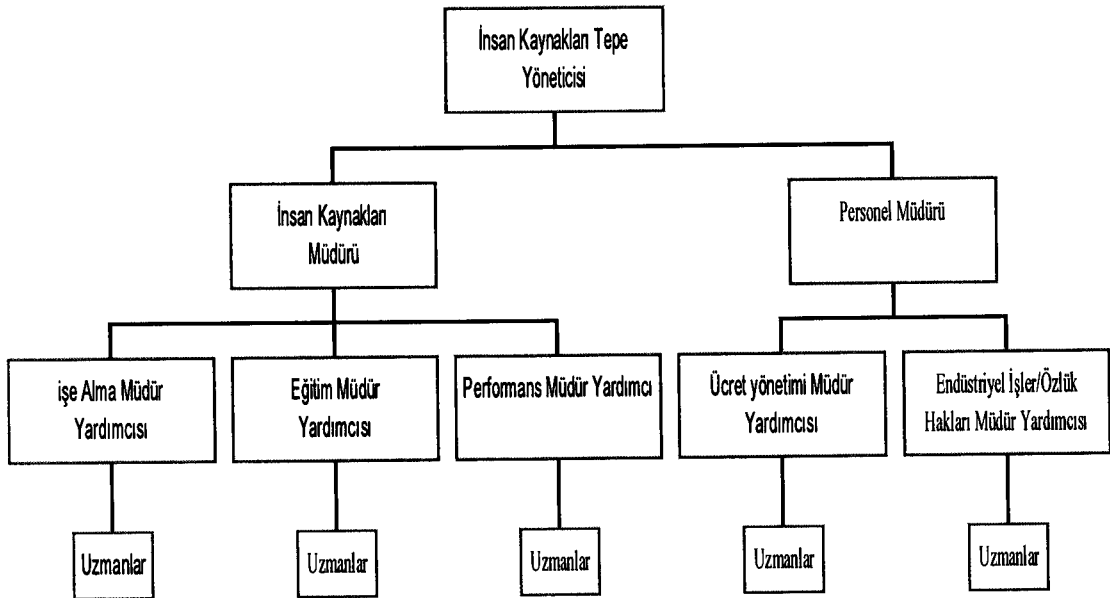 İnsan Kaynakları Tepe
Yöneticisi
İnsan Kaynakları
Müdürü
Personel Müdürü
işe Alma Müdür
Yardımcısı
Eğitim Müdür
Yardımcısı
Performans Müdür Yardımcı
Ücret yönetimi Müdür
Yardımcısı
Endüstriyel İşler/Özlük
Hakları Müdür Yardımcısı
Uzmanlar
Uzmanlar
Uzmanlar
Uzmanlar
Uzmanlar